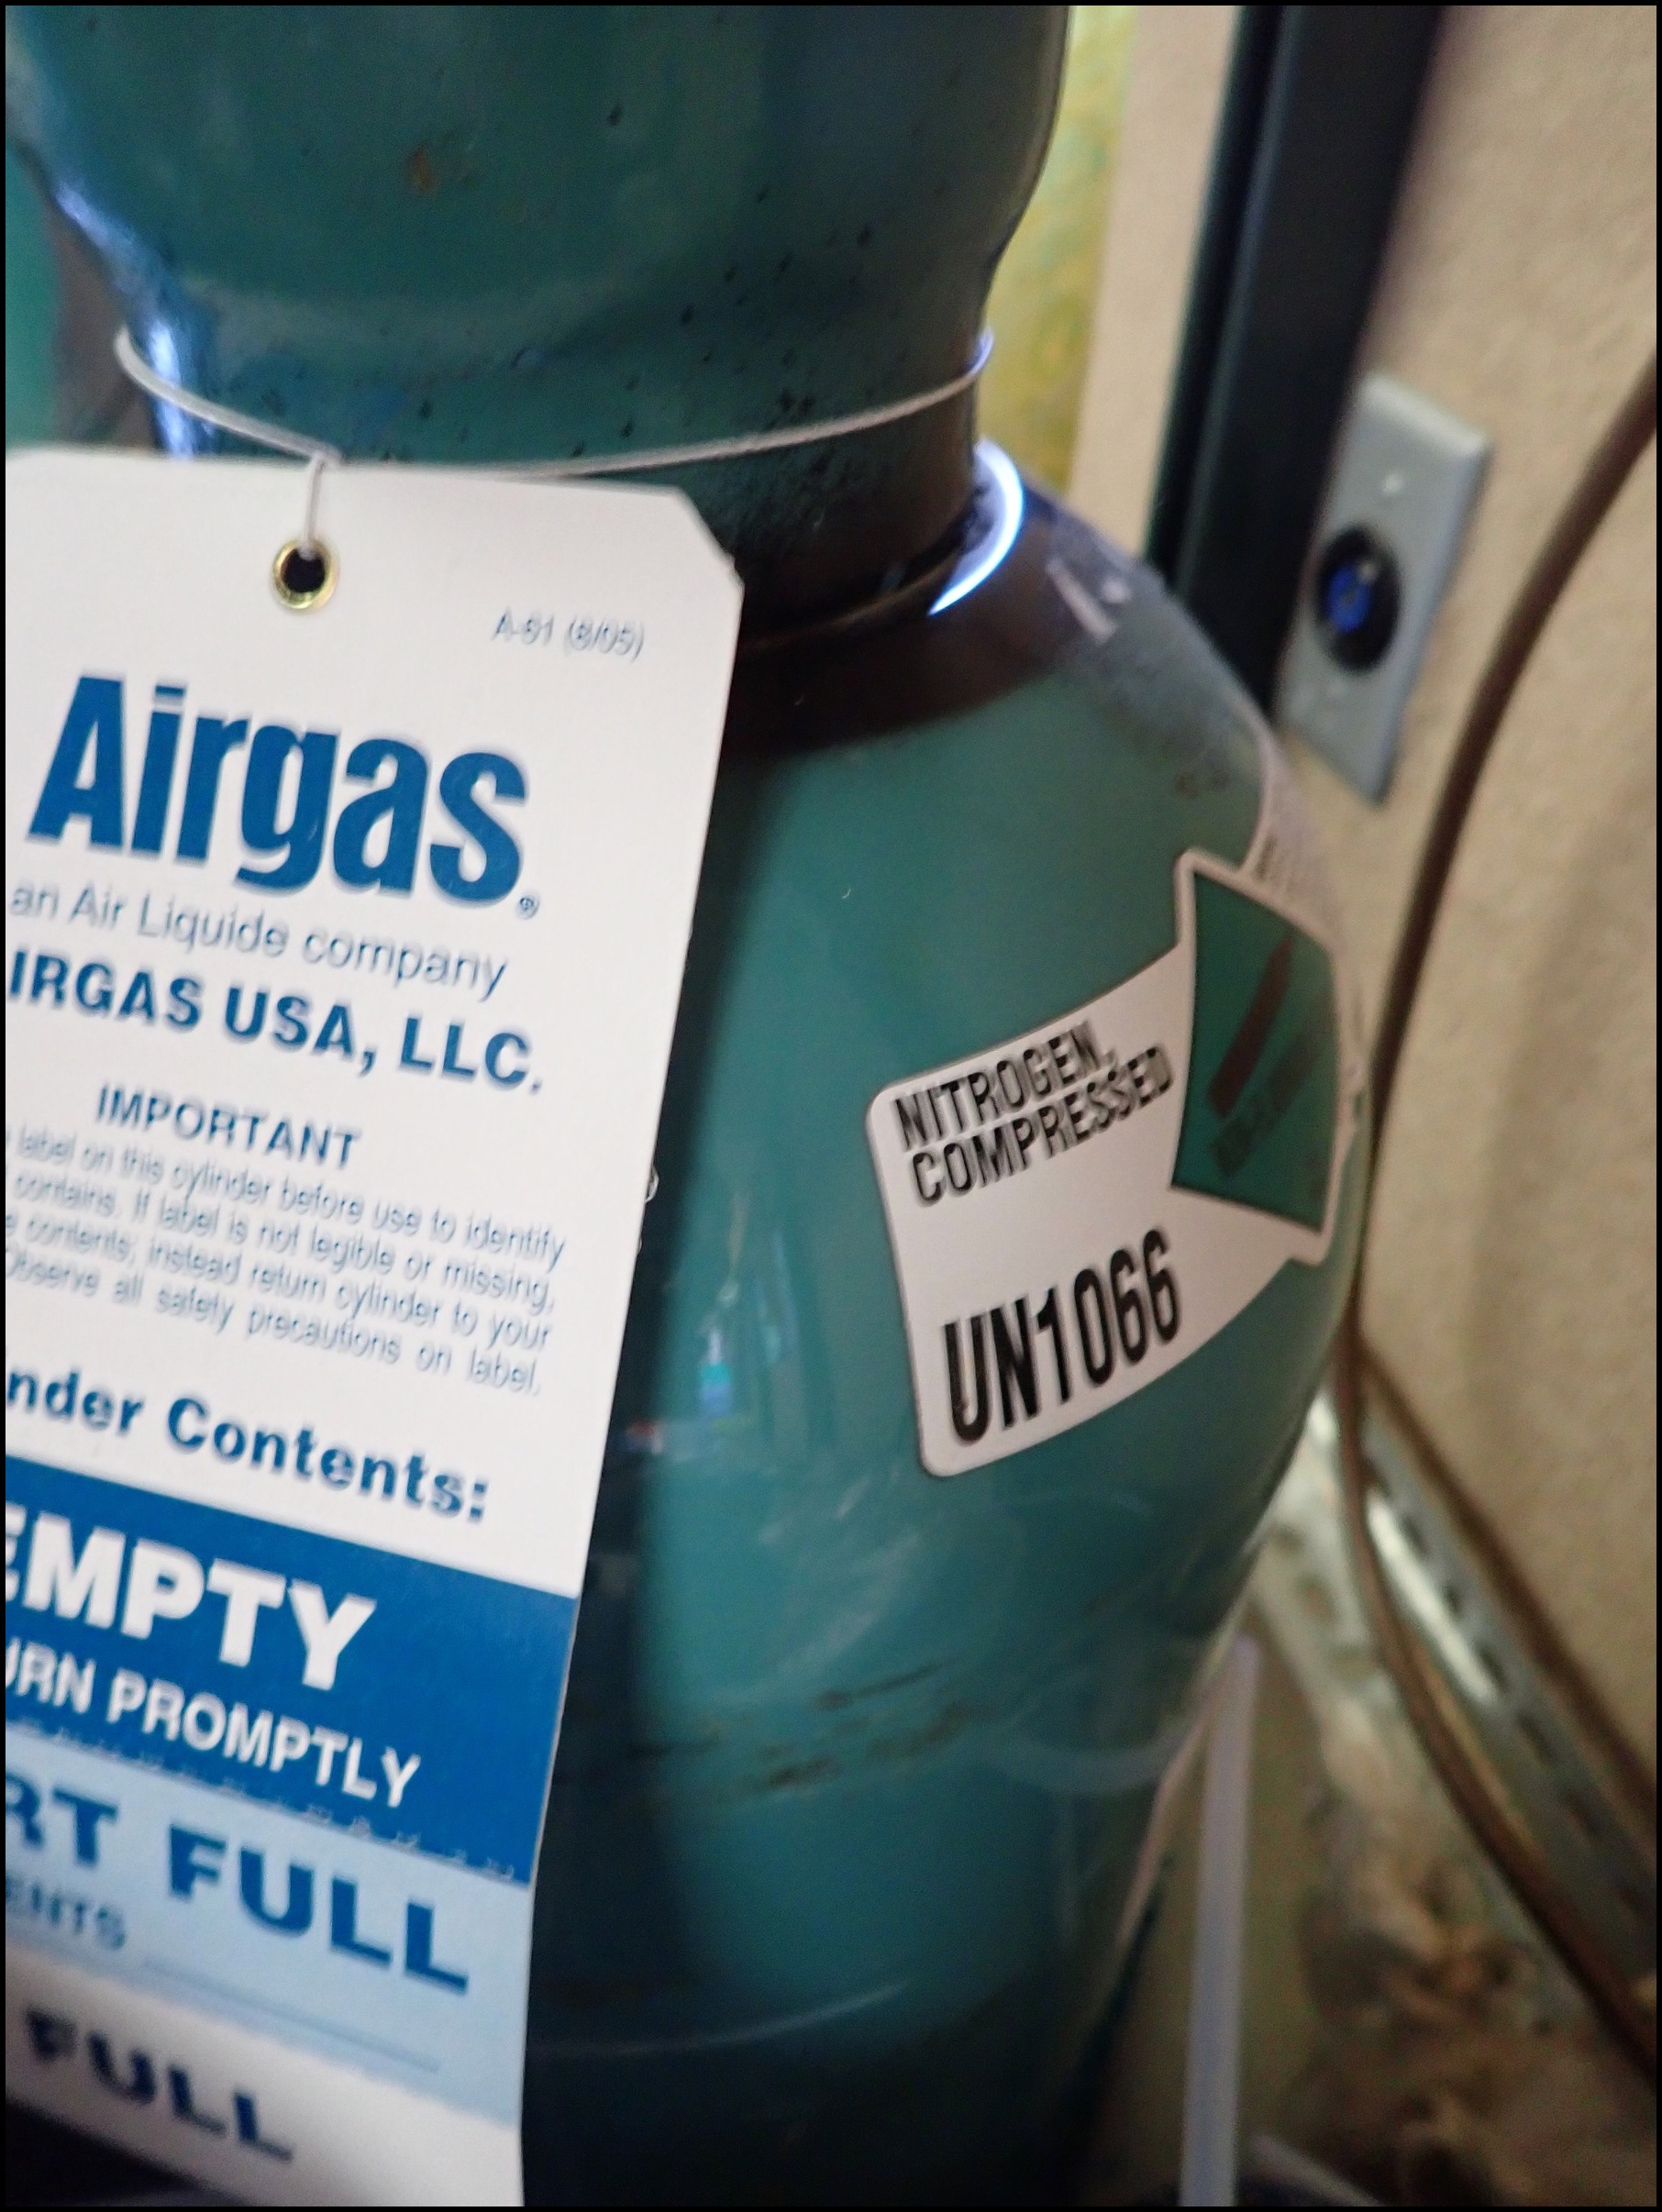 A-61 (8/05)
Airgas®
an Air Liquide company
IRGAS USA, LLC.
IMPORTANT
label on this cylinder before use to identify
contains. If label is not legible or missing,
e contents; instead return cylinder to your
Observe all safety precautions on label.
nder Contents:
EMPTY
URN PROMPTLY
RT FULL
ENTS
FULL
NITROGEN,
COMPRESSED
UN1066